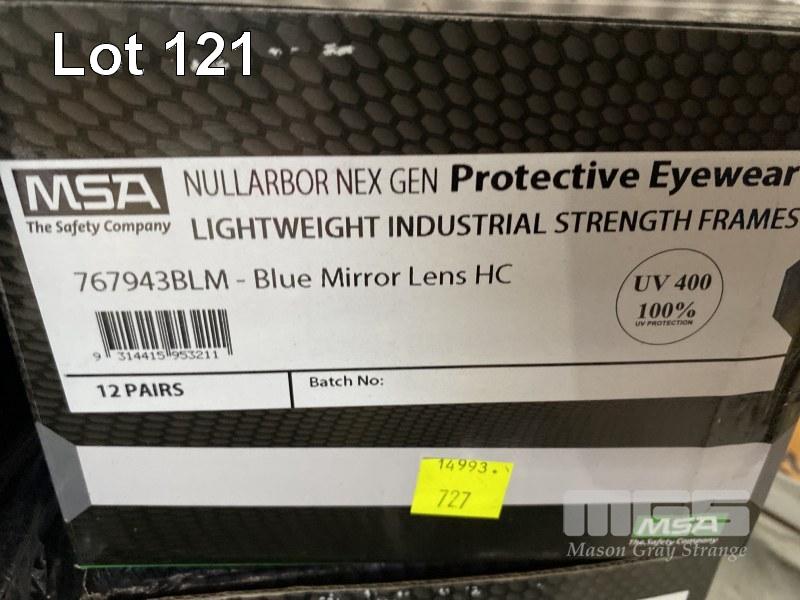 Lot 121
MSA
The Safety Company
NULLARBOR NEX GEN Protective Eyewear
LIGHTWEIGHT INDUSTRIAL STRENGTH FRAMES
767943BLM - Blue Mirror Lens HC
UV 400
100%
UV PROTECTION
9 314415 953211
12 PAIRS
Batch No:
14993.
727
MGS
MSA
The Safety Company
Mason Gray Strange